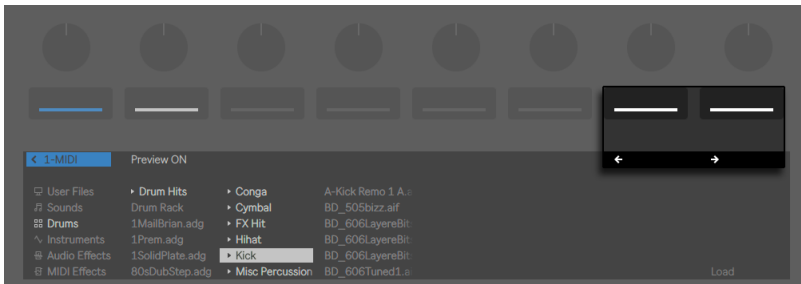 1-MIDI Preview ON
User Files Drum Hits Conga A-Kick Remo 1 A.a
Sounds Drum Rack Cymbal BD_505bizz.aif
Drums 1MailBrian.adg FX Hit BD_606LayereBit
Instruments 1Prem.adg Hihat BD_606LayereBit
Audio Effects 1SolidPlate.adg Kick BD_606LayereBit
MIDI Effects 80sDubStep.adg Misc Percussion BD_606Tuned1.a Load